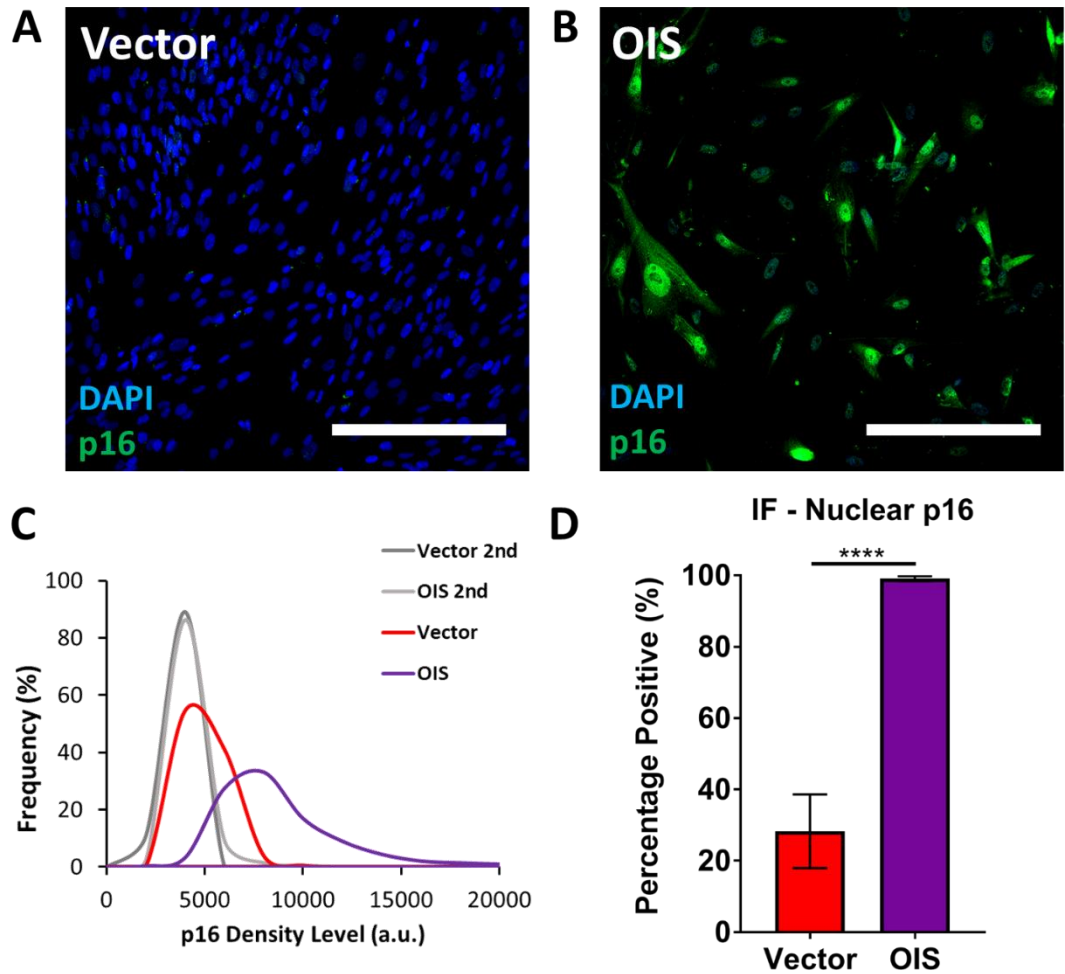 A
Vector
DAPI
p16
B
OIS
DAPI
p16
C
Vector 2nd
OIS 2nd
Vector
OIS
100
80
60
40
20
0
Frequency (%)
0 5000 10000 15000 20000
p16 Density Level (a.u.)
D
IF - Nuclear p16
****
100
80
60
40
20
0
Percentage Positive (%)
Vector OIS